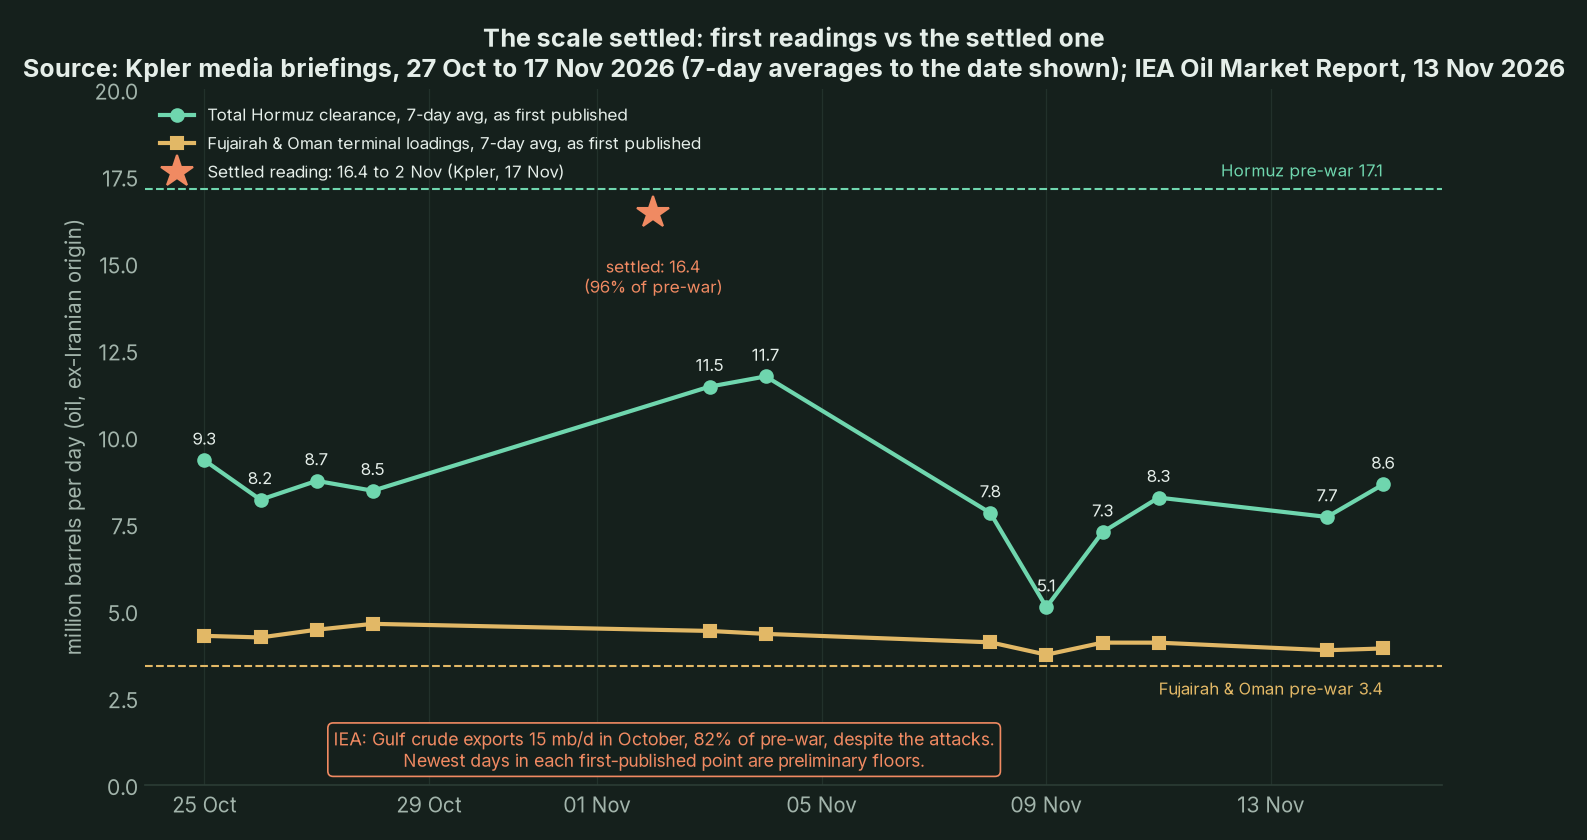 The scale settled: first readings vs the settled one
Source: Kpler media briefings, 27 Oct to 17 Nov 2026 (7-day averages to the date shown); IEA Oil Market Report, 13 Nov 2026
Total Hormuz clearance, 7-day avg, as first published
Fujairah & Oman terminal loadings, 7-day avg, as first published
Settled reading: 16.4 to 2 Nov (Kpler, 17 Nov)
million barrels per day (oil, ex-Iranian origin)
20.0
17.5
15.0
12.5
10.0
7.5
5.0
2.5
0.0
Hormuz pre-war 17.1
settled: 16.4
(96% of pre-war)
9.3
8.2
8.7
8.5
11.5
11.7
7.8
5.1
7.3
8.3
7.7
8.6
Fujairah & Oman pre-war 3.4
IEA: Gulf crude exports 15 mb/d in October, 82% of pre-war, despite the attacks.
Newest days in each first-published point are preliminary floors.
25 Oct
29 Oct
01 Nov
05 Nov
09 Nov
13 Nov